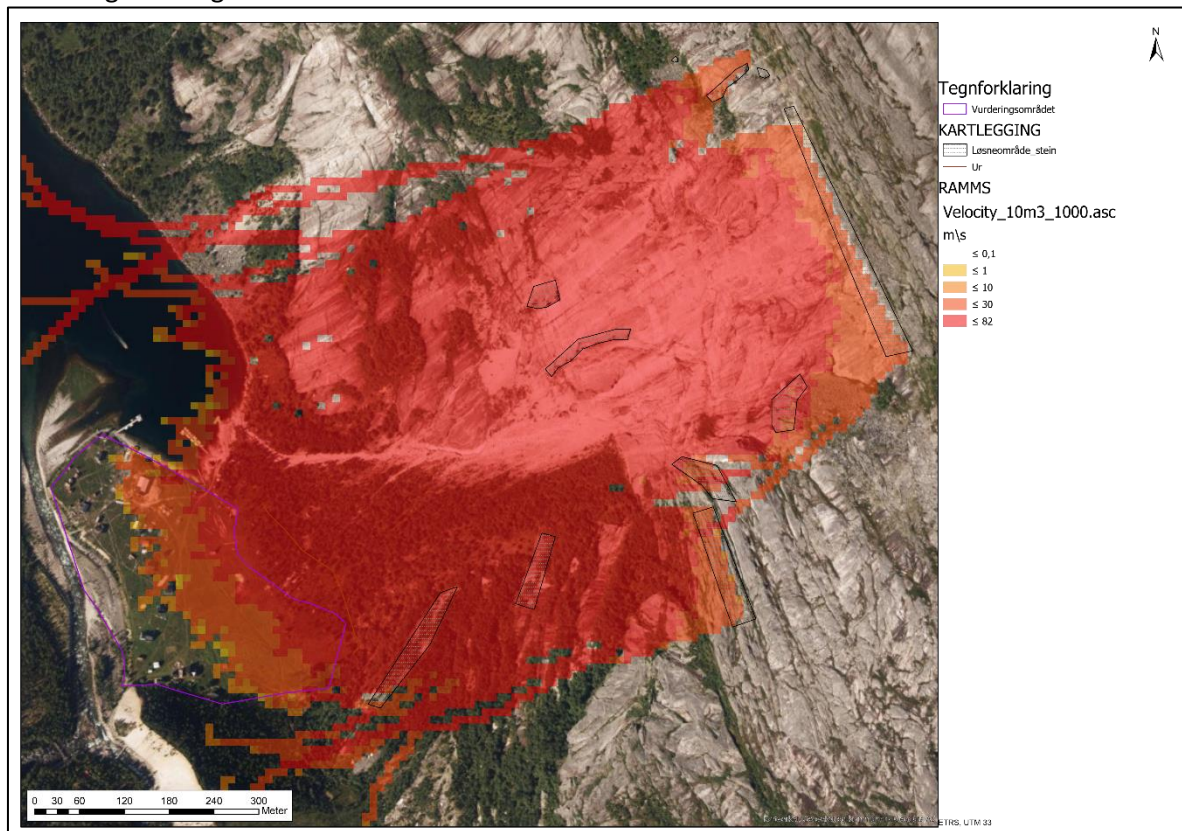 N
Tegnforklaring
Vurderingsområdet
KARTLEGGING
Løsneområde_stein
Ur
RAMMS
Velocity_10m3_1000.asc
m\s
≤ 0,1
≤ 1
≤ 10
≤ 30
≤ 82
0 30 60 120 180 240 300
Meter
ETRS, UTM 33